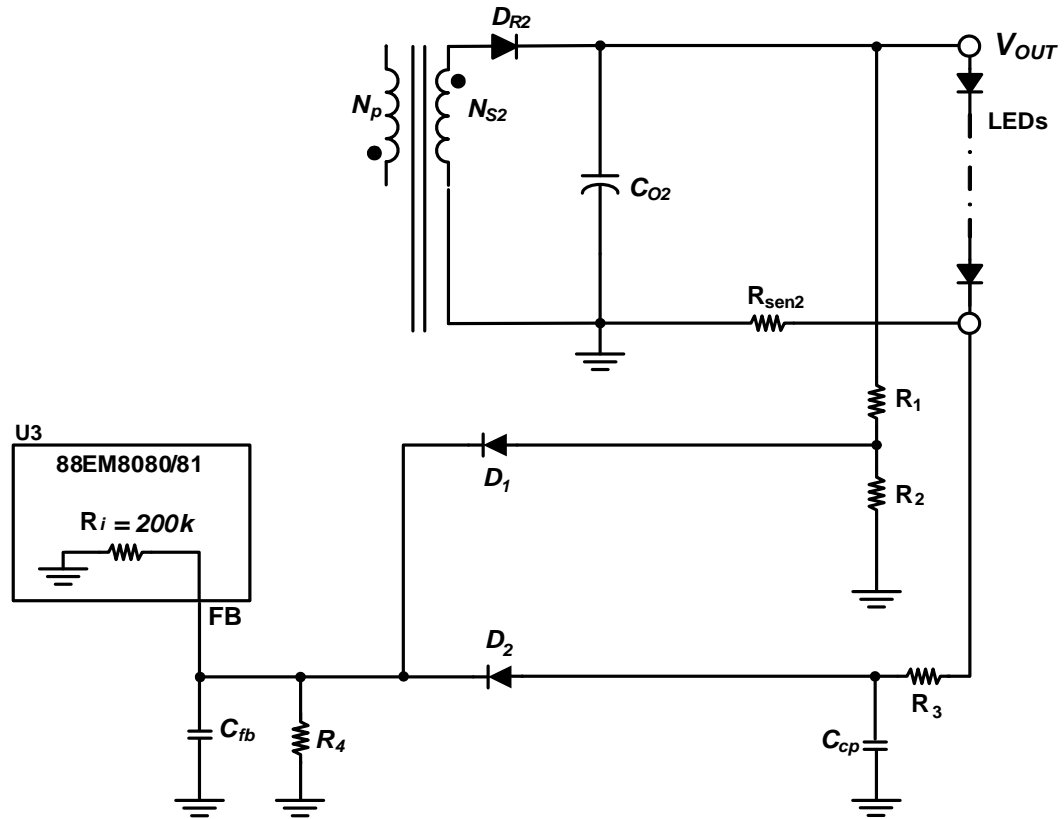 D_R2
V_OUT
N_p
N_S2
LEDs
C_O2
R_sen2
R_1
U3
88EM8080/81
D_1
R_2
R_i = 200k
FB
D_2
R_3
C_fb
R_4
C_cp